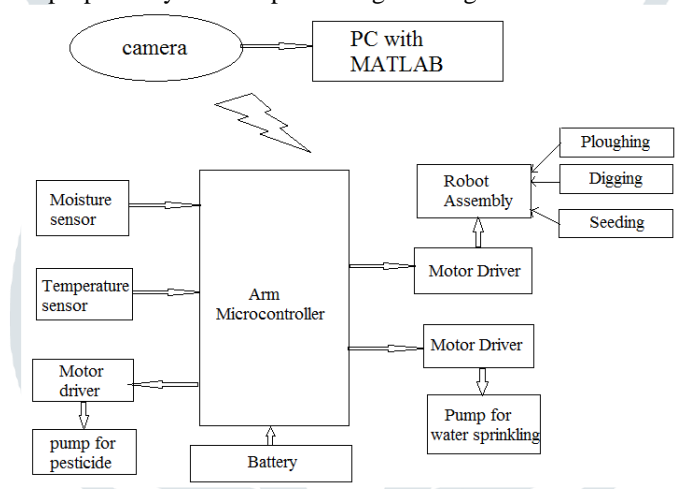 camera
PC with
MATLAB
Ploughing
Robot
Assembly
Digging
Seeding
Moisture
sensor
Temperature
sensor
Arm
Microcontroller
Motor Driver
Motor Driver
Motor
driver
Pump for
water sprinkling
pump for
pesticide
Battery